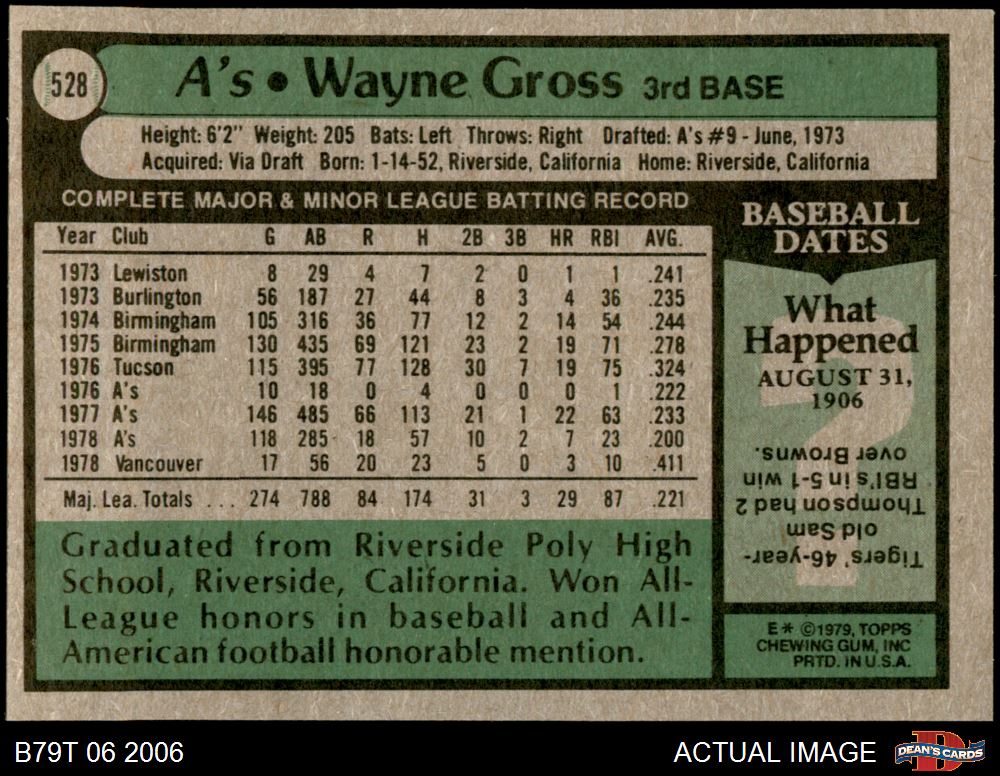 528
A's • Wayne Gross 3rd BASE
Height: 6'2" Weight: 205 Bats: Left Throws: Right Drafted: A's #9 - June, 1973
Acquired: Via Draft Born: 1-14-52, Riverside, California Home: Riverside, California
COMPLETE MAJOR & MINOR LEAGUE BATTING RECORD
Year Club G AB R H 2B 3B HR RBI AVG.
1973 Lewiston 8 29 4 7 2 0 1 1 .241
1973 Burlington 56 187 27 44 8 3 4 36 .235
1974 Birmingham 105 316 36 77 12 2 14 54 .244
1975 Birmingham 130 435 69 121 23 2 19 71 .278
1976 Tucson 115 395 77 128 30 7 19 75 .324
1976 A's 10 18 0 4 0 0 0 1 .222
1977 A's 146 485 66 113 21 1 22 63 .233
1978 A's 118 285 18 57 10 2 7 23 .200
1978 Vancouver 17 56 20 23 5 0 3 10 .411
Maj. Lea. Totals . . . 274 788 84 174 31 3 29 87 .221
Graduated from Riverside Poly High
School, Riverside, California. Won All-
League honors in baseball and All-
American football honorable mention.
BASEBALL
DATES
What
Happened
AUGUST 31,
1906
?
Tigers' 46-year-
old Sam
Thompson had 2
RBI's in 5-1 win
over Browns.
E* ©1979, TOPPS
CHEWING GUM, INC
PRTD. IN U.S.A.
B79T 06 2006
ACTUAL IMAGE
DEAN'S CARDS